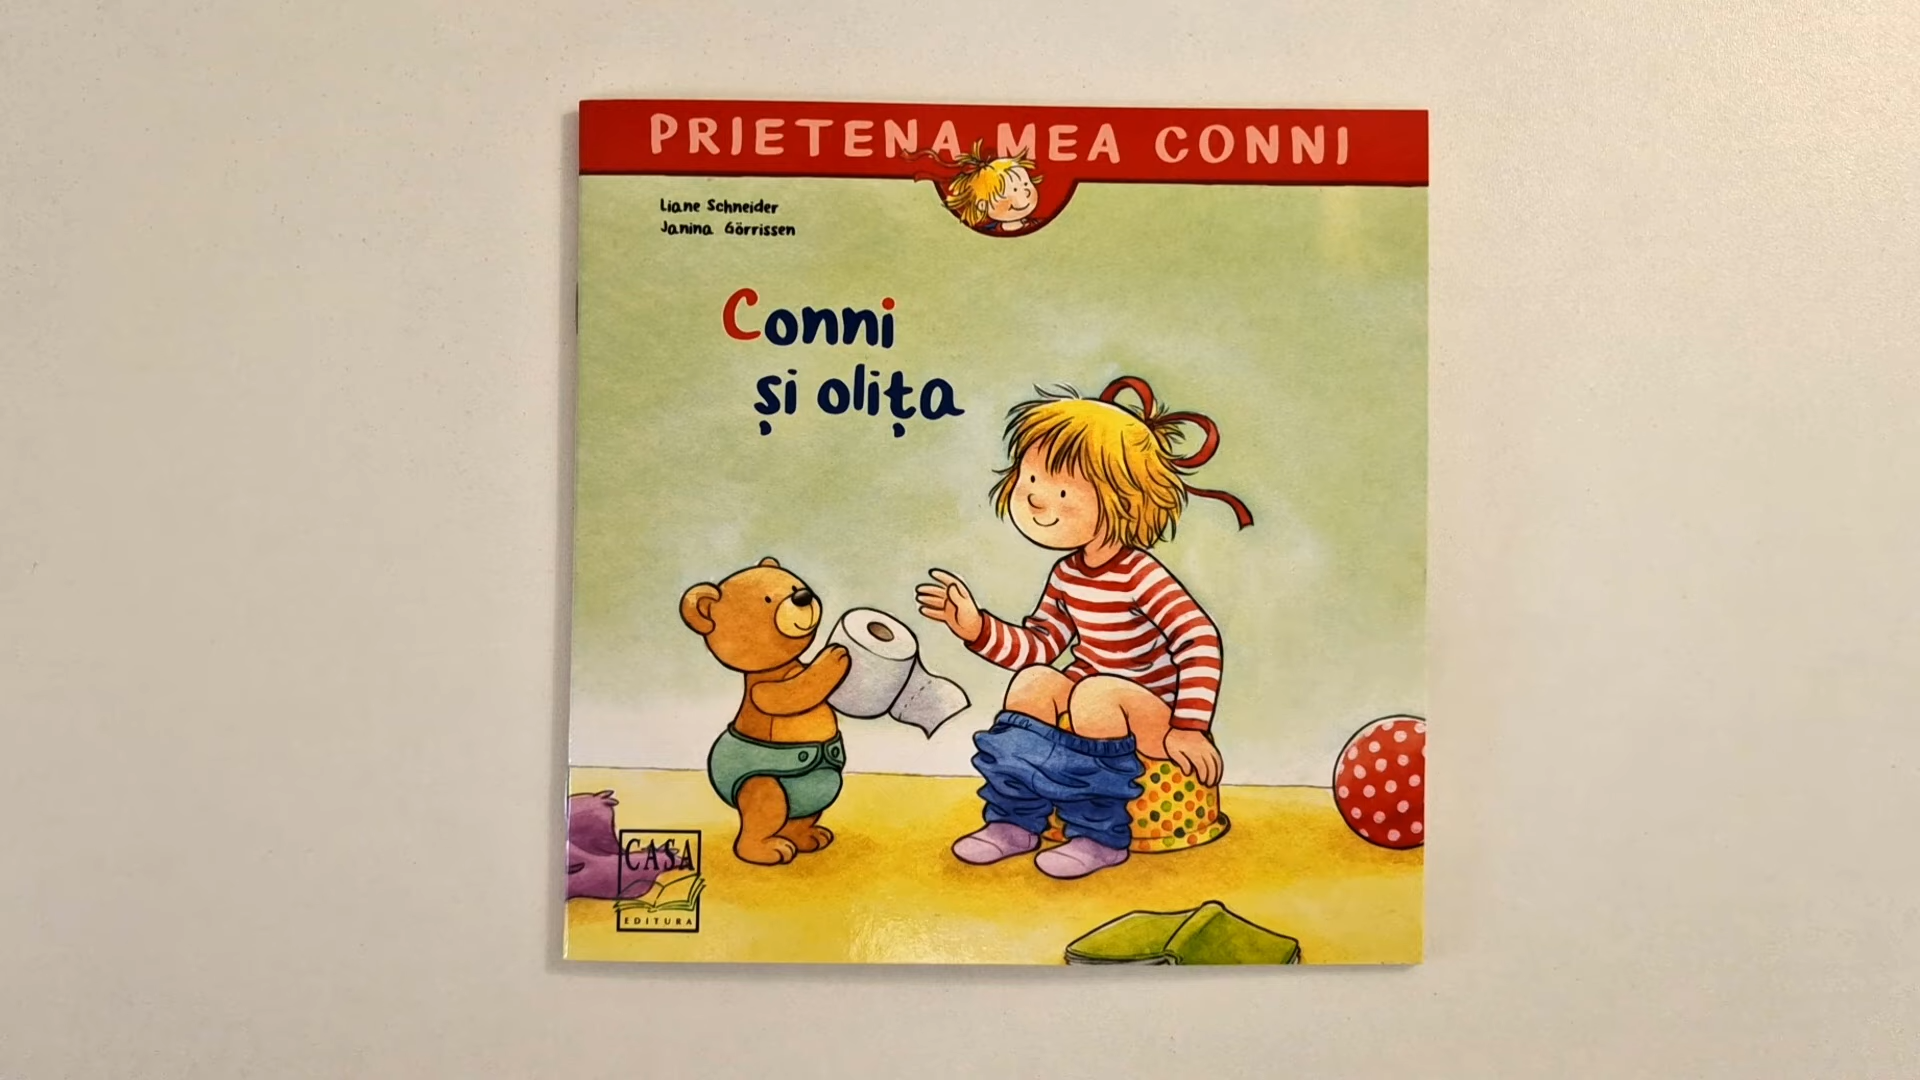 PRIETENA MEA CONNI
Liane Schneider
Janina Görrissen
Conni
și olița
CASA
EDITURA